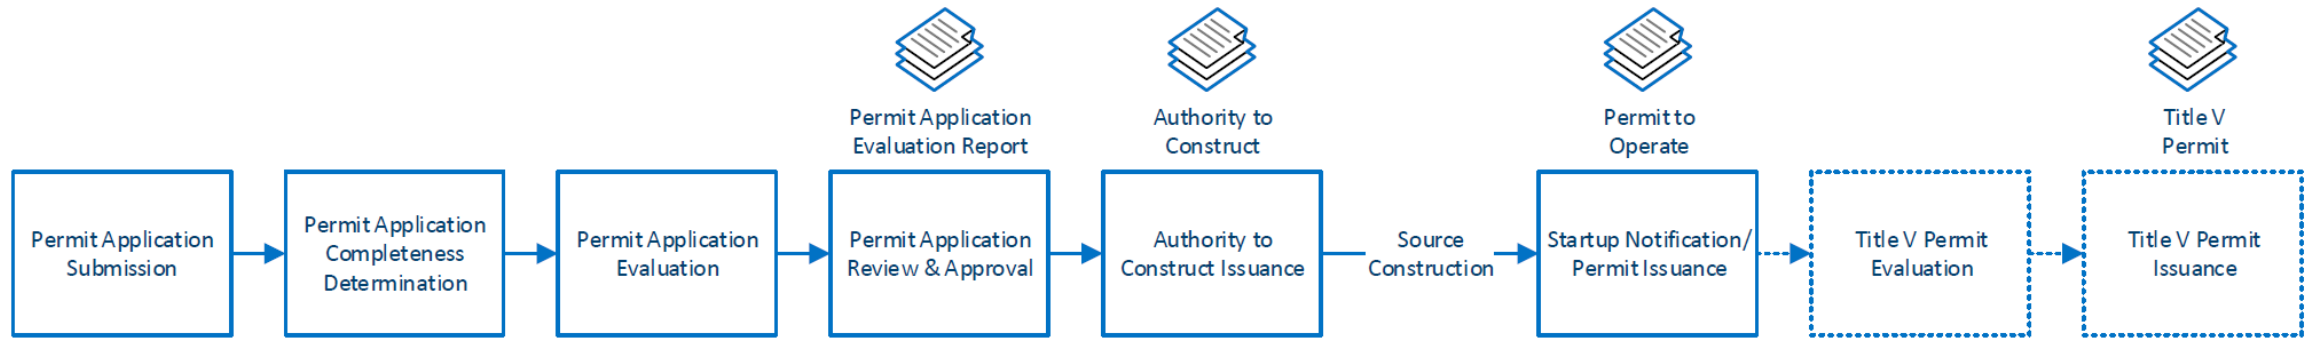 Permit Application
Evaluation Report
Authority to
Construct
Permit to
Operate
Title V
Permit
Permit Application
Submission
Permit Application
Completeness
Determination
Permit Application
Evaluation
Permit Application
Review & Approval
Authority to
Construct Issuance
Source
Construction
Startup Notification/
Permit Issuance
Title V Permit
Evaluation
Title V Permit
Issuance